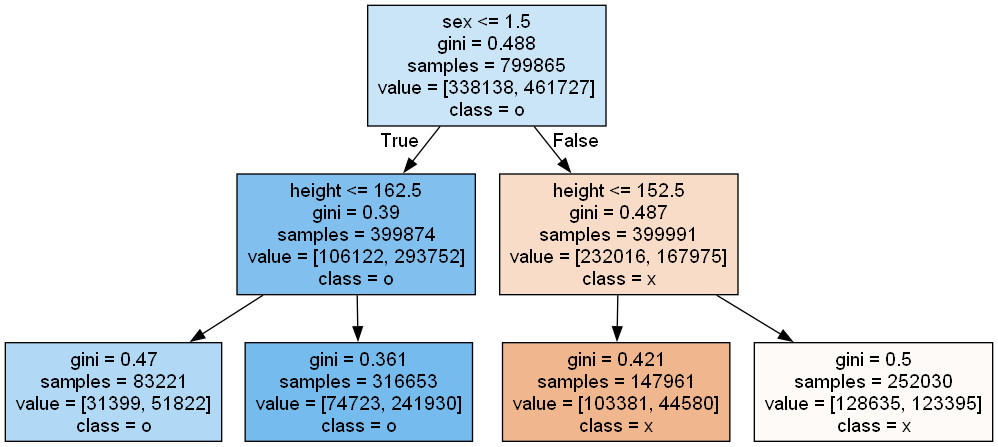 sex <= 1.5
gini = 0.488
samples = 799865
value = [338138, 461727]
class = o
True
False
height <= 162.5
gini = 0.39
samples = 399874
value = [106122, 293752]
class = o
height <= 152.5
gini = 0.487
samples = 399991
value = [232016, 167975]
class = x
gini = 0.47
samples = 83221
value = [31399, 51822]
class = o
gini = 0.361
samples = 316653
value = [74723, 241930]
class = o
gini = 0.421
samples = 147961
value = [103381, 44580]
class = x
gini = 0.5
samples = 252030
value = [128635, 123395]
class = x